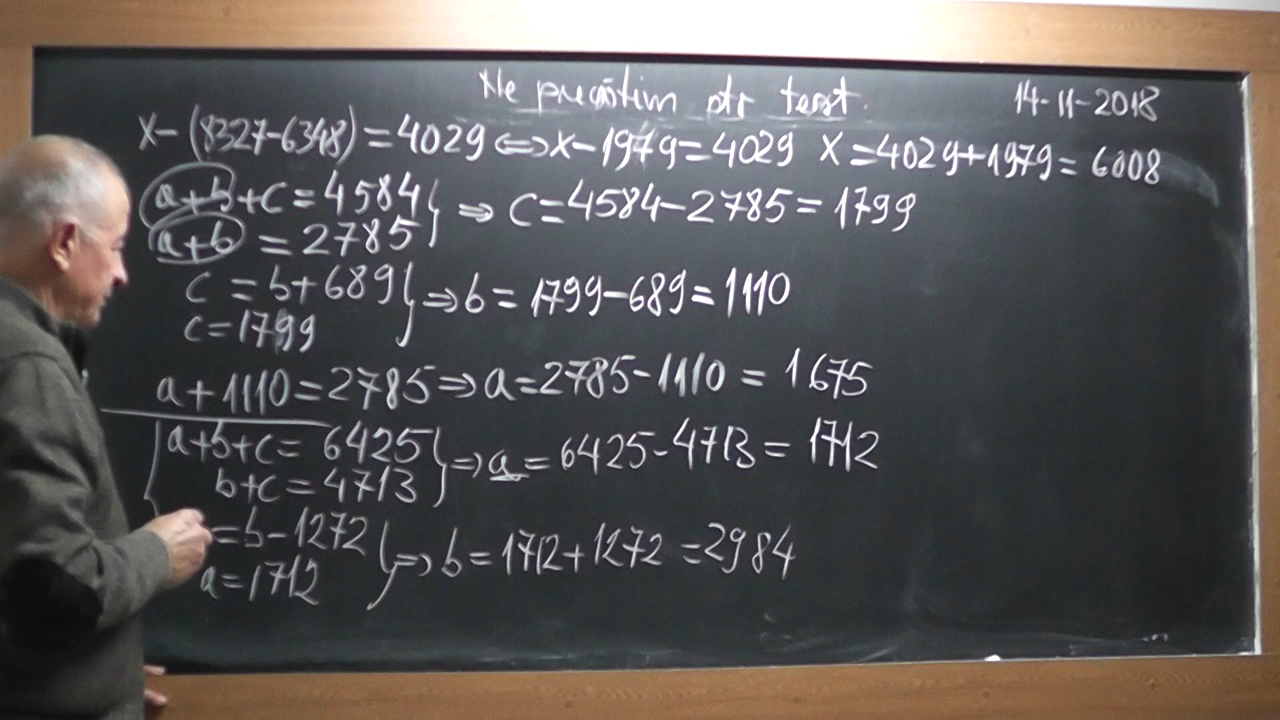 Ne pregătim ptr test. 14-11-2018
x-(8327-6348)=4029⇔x-1979=4029 x=4029+1979=6008
a+b+c=4584
a+b =2785 } ⇒ c=4584-2785=1799
c =b+689
c=1799 } ⇒b=1799-689=1110
a+1110=2785⇒a=2785-1110=1675
a+b+c=6425
b+c=4713 } ⇒a=6425-4713=1712
=b-1272
a=1712 } ⇒b=1712+1272=2984